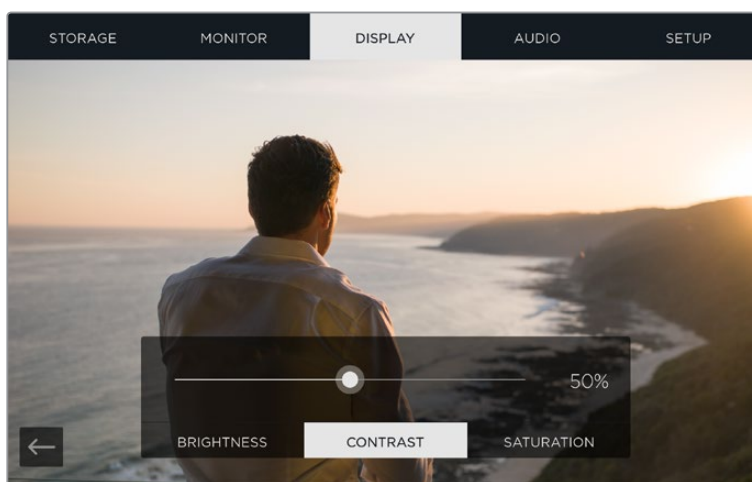 STORAGE MONITOR DISPLAY AUDIO SETUP
50%
BRIGHTNESS CONTRAST SATURATION